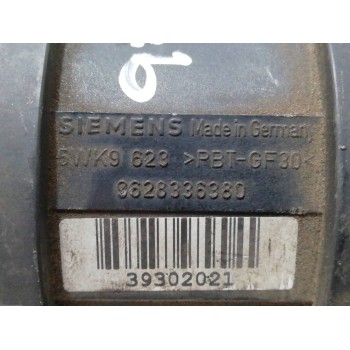 SIEMENS Made in Germany
5WK9 623 >PBT-GF30<
9628336380
39302021